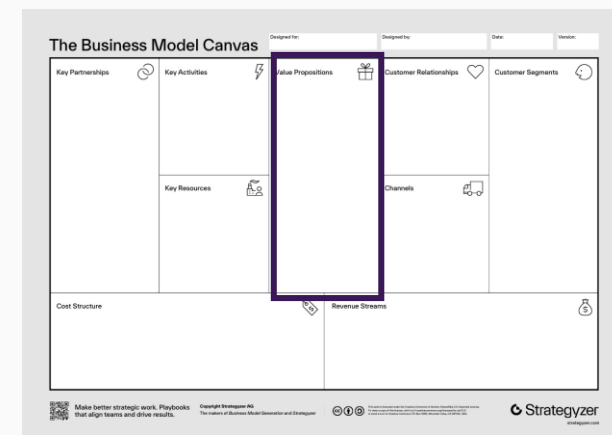 The Business Model Canvas
Designed for:
Designed by:
Date:
Version:
Key Partnerships
Key Activities
Value Propositions
Customer Relationships
Customer Segments
Key Resources
Channels
Cost Structure
Revenue Streams
Make better strategic work. Playbooks
that align teams and drive results.
Copyright Strategyzer AG
The makers of Business Model Generation and Strategyzer
Strategyzer
strategyzer.com